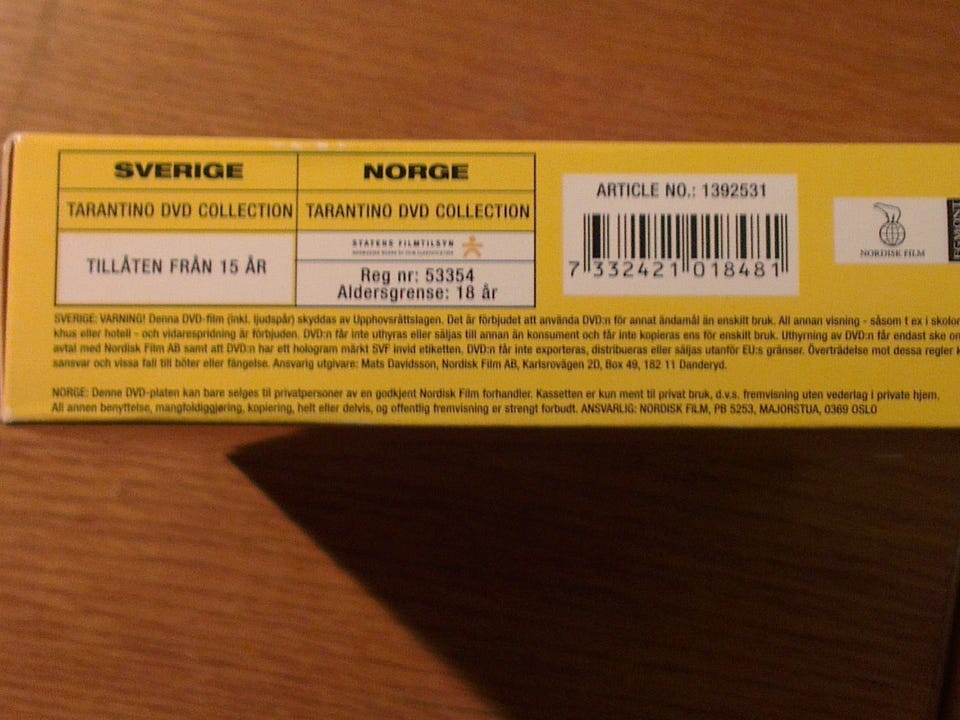 SVERIGE
TARANTINO DVD COLLECTION
TILLÅTEN FRÅN 15 ÅR
NORGE
TARANTINO DVD COLLECTION
STATENS FILMTILSYN
Reg nr: 53354
Aldersgrense: 18 år
ARTICLE NO.: 1392531
7 332421 018481
NORDISK FILM
EGMONT
SVERIGE: VARNING! Denna DVD-film (inkl. ljudspår) skyddas av Upphovsrättslagen. Det är förbjudet att använda DVD:n för annat ändamål än enskilt bruk. All annan visning - såsom t ex i skolor
khus eller hotell - och vidarespridning är förbjuden. DVD:n får inte uthyras eller säljas till annan än konsument och får inte kopieras ens för enskilt bruk. Uthyrning av DVD:n får endast ske
avtal med Nordisk Film AB samt att DVD:n har ett hologram märkt SVF invid etiketten. DVD:n får inte exporteras, distribueras eller säljas utanför EU:s gränser. Överträdelse mot dessa regler
sansvar och vissa fall till böter eller fängelse. Ansvarig utgivare: Mats Davidsson, Nordisk Film AB, Karlsrovägen 2D, Box 49, 182 11 Danderyd.
NORGE: Denne DVD-platen kan bare selges til privatpersoner av en godkjent Nordisk Film forhandler. Kassetten er kun ment til privat bruk, d.v.s. fremvisning uten vederlag i private hjem.
All annen benyttelse, mangfoldiggjøring, kopiering, helt eller delvis, og offentlig fremvisning er strengt forbudt. ANSVARLIG: NORDISK FILM, PB 5253, MAJORSTUA, 0369 OSLO